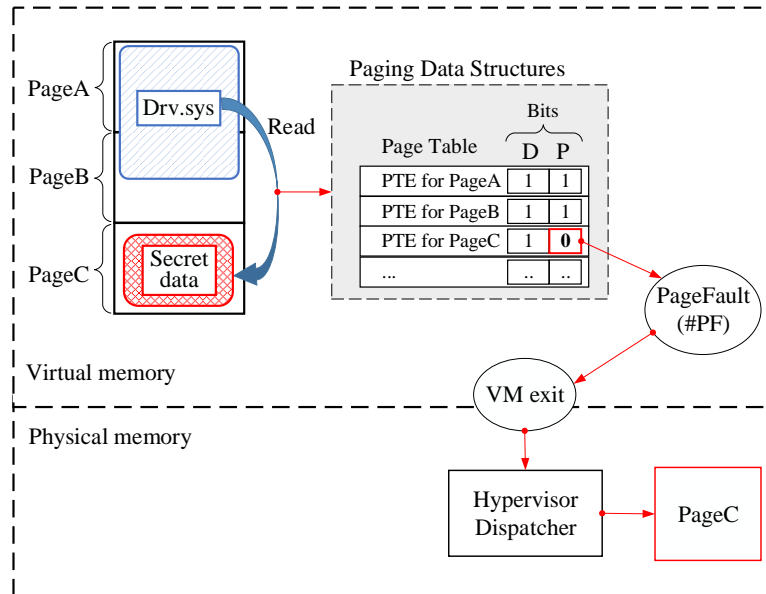 PageA
PageB
PageC
Drv.sys
Read
Secret
data
Paging Data Structures
Bits
Page Table D P
PTE for PageA 1 1
PTE for PageB 1 1
PTE for PageC 1 0
... .. ..
PageFault
(#PF)
Virtual memory
VM exit
Physical memory
Hypervisor
Dispatcher
PageC